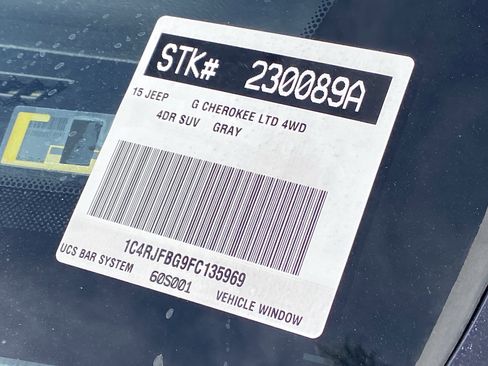 STK# 230089A
15 JEEP G CHEROKEE LTD 4WD
4DR SUV GRAY
1C4RJFBG9FC135969
UCS BAR SYSTEM 60S001 VEHICLE WINDOW